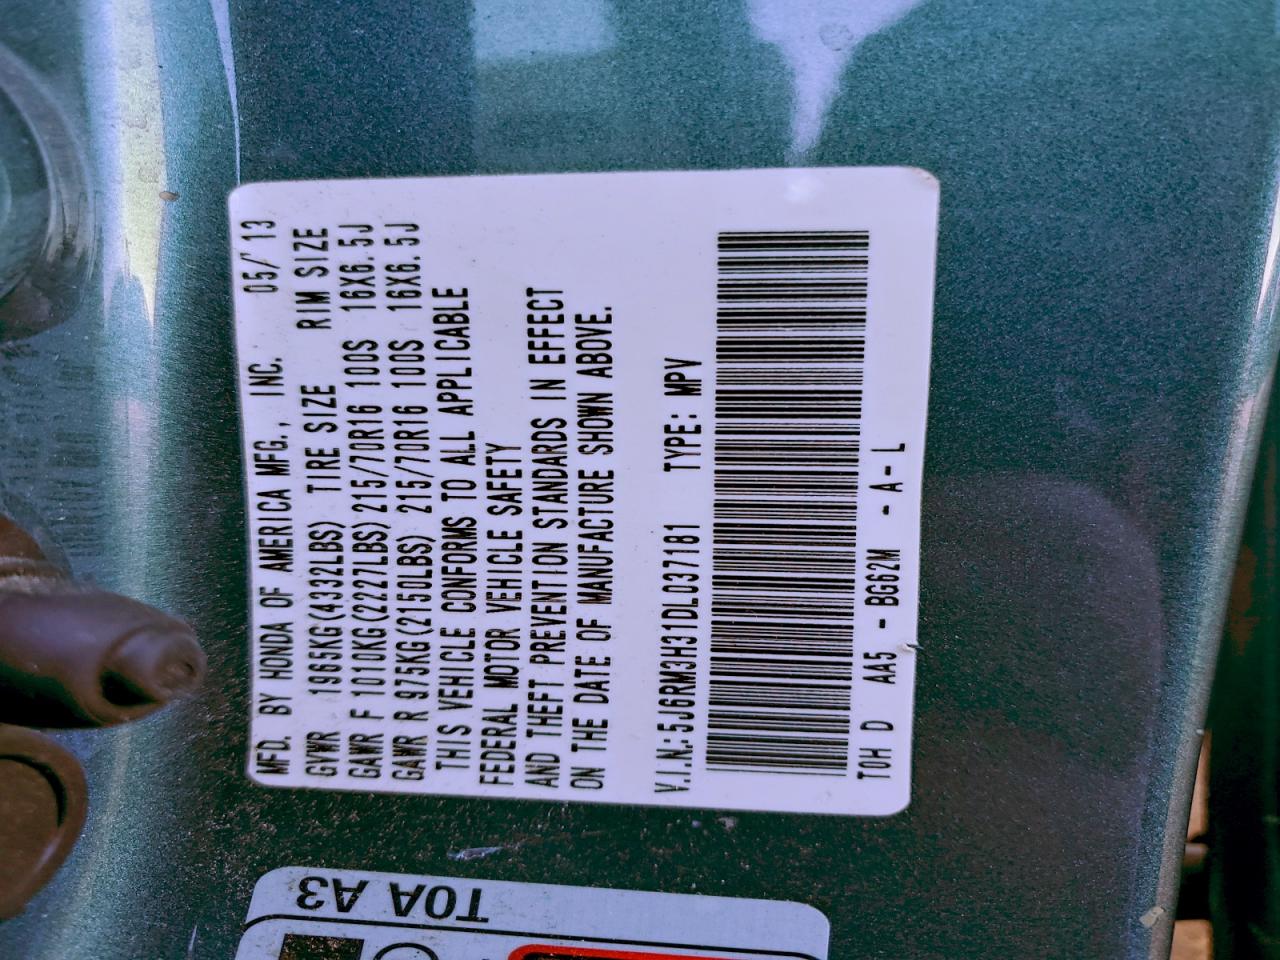 MFD. BY HONDA OF AMERICA MFG., INC. 05/'13
GVWR 1965KG(4332LBS) TIRE SIZE RIM SIZE
GAWR F 1010KG(2227LBS) 215/70R16 100S 16X6.5J
GAWR R 975KG(2150LBS) 215/70R16 100S 16X6.5J
THIS VEHICLE CONFORMS TO ALL APPLICABLE
FEDERAL MOTOR VEHICLE SAFETY
AND THEFT PREVENTION STANDARDS IN EFFECT
ON THE DATE OF MANUFACTURE SHOWN ABOVE.
V.I.N.:5J6RM3H31DL037181 TYPE: MPV
TOH D AA5 - BG62M - A - L
TOA A3